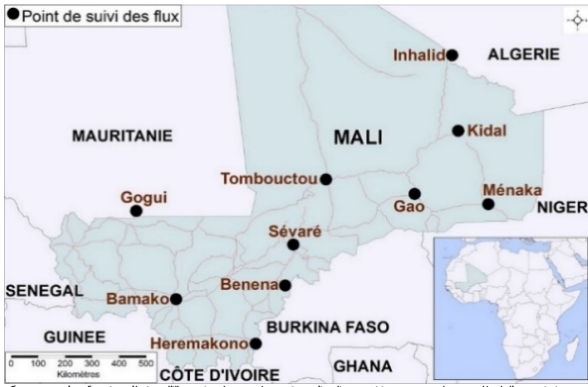 Point de suivi des flux
Inhalid
ALGERIE
MAURITANIE
Kidal
MALI
Tombouctou
Gogui
Gao
Ménaka
NIGER
Sévaré
SENEGAL
Benena
Bamako
BURKINA FASO
GUINEE
Heremakono
0 100 200 300 400 500
Kilomètres
CÔTE D'IVOIRE
GHANA